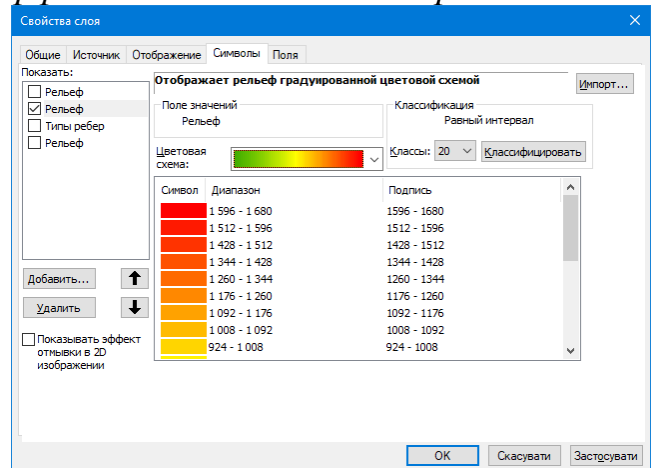 Свойства слоя
Общие Источник Отображение Символы Поля
Показать:
Рельеф
Рельеф
Типы ребер
Рельеф
Добавить...
Удалить
Показывать эффект
отмывки в 2D
изображении
Отображает рельеф градуированной цветовой схемой
Импорт...
Поле значений
Рельеф
Классификация
Равный интервал
Цветовая
схема:
Классы: 20 Классифицировать
Символ Диапазон Подпись
1 596 - 1 680 1596 - 1680
1 512 - 1 596 1512 - 1596
1 428 - 1 512 1428 - 1512
1 344 - 1 428 1344 - 1428
1 260 - 1 344 1260 - 1344
1 176 - 1 260 1176 - 1260
1 092 - 1 176 1092 - 1176
1 008 - 1 092 1008 - 1092
924 - 1 008 924 - 1008
OK Скасувати Застосувати